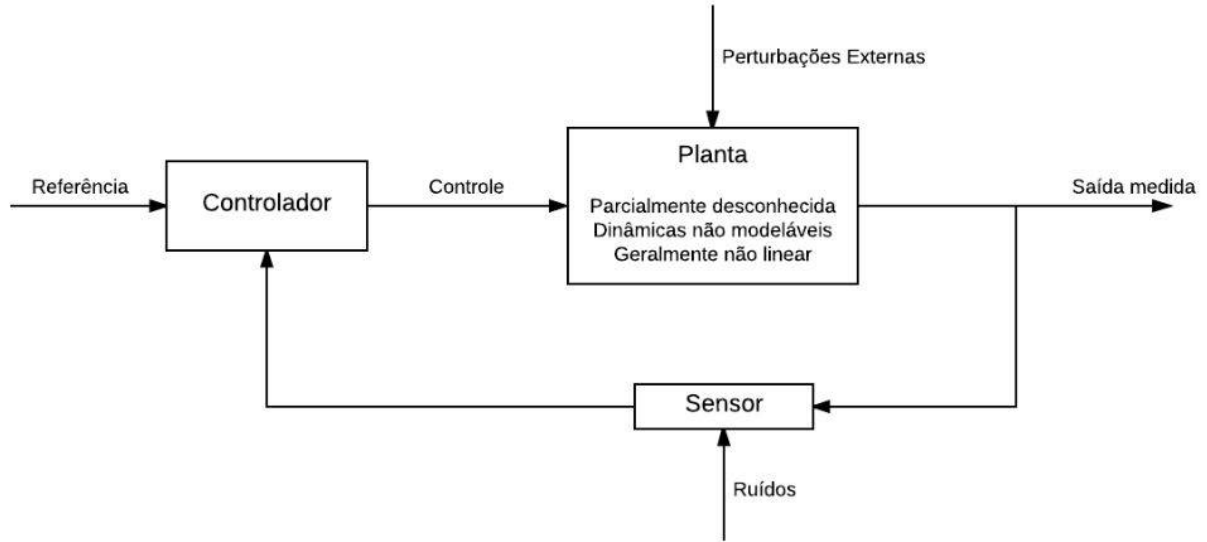 Perturbações Externas
Planta
Referência
Controlador
Controle
Parcialmente desconhecida
Dinâmicas não modeláveis
Geralmente não linear
Saída medida
Sensor
Ruídos